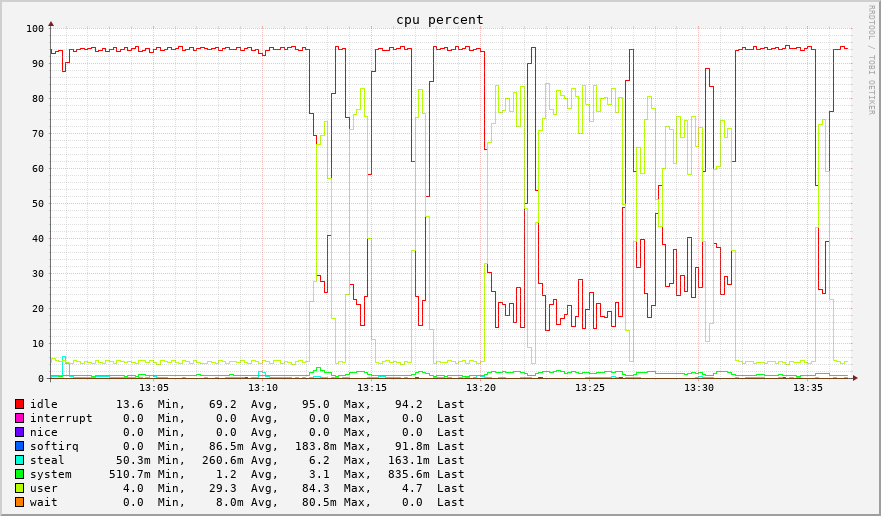 cpu percent
RRDTOOL / TOBI OETIKER
100
90
80
70
60
50
40
30
20
10
0
13:05 13:10 13:15 13:20 13:25 13:30 13:35
idle 13.6 Min, 69.2 Avg, 95.0 Max, 94.2 Last
interrupt 0.0 Min, 0.0 Avg, 0.0 Max, 0.0 Last
nice 0.0 Min, 0.0 Avg, 0.0 Max, 0.0 Last
softirq 0.0 Min, 86.5m Avg, 183.8m Max, 91.8m Last
steal 50.3m Min, 260.6m Avg, 6.2 Max, 163.1m Last
system 510.7m Min, 1.2 Avg, 3.1 Max, 835.6m Last
user 4.0 Min, 29.3 Avg, 84.3 Max, 4.7 Last
wait 0.0 Min, 8.0m Avg, 80.5m Max, 0.0 Last